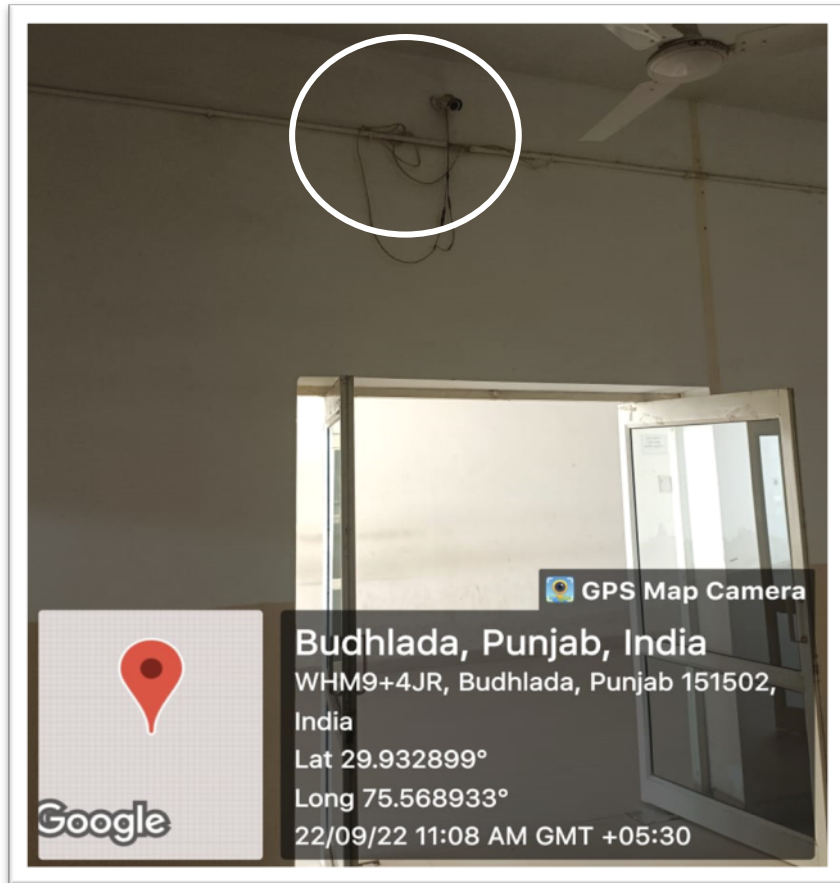 GPS Map Camera
Budhlada, Punjab, India
WHM9+4JR, Budhlada, Punjab 151502,
India
Lat 29.932899°
Long 75.568933°
22/09/22 11:08 AM GMT +05:30
Google